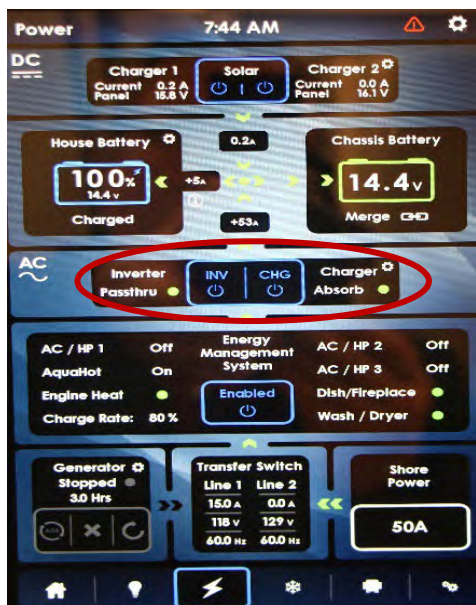 Power 7:44 AM
DC
Charger 1 Solar Charger 2
Current 0.2 A Current 0.0 A
Panel 15.8 V Panel 16.1 V
House Battery 0.2A Chassis Battery
100% +5A 14.4v
14.4 v
Charged +53A Merge
AC
Inverter INV CHG Charger
Passthru Absorb
AC / HP 1 Off Energy Management System AC / HP 2 Off
AquaHot On AC / HP 3 Off
Engine Heat Enabled Dish/Fireplace
Charge Rate: 80 % Wash / Dryer
Generator Transfer Switch Shore Power
Stopped Line 1 Line 2
3.0 Hrs 15.0 A 0.0 A
118 v 129 v 50A
60.0 Hz 60.0 Hz